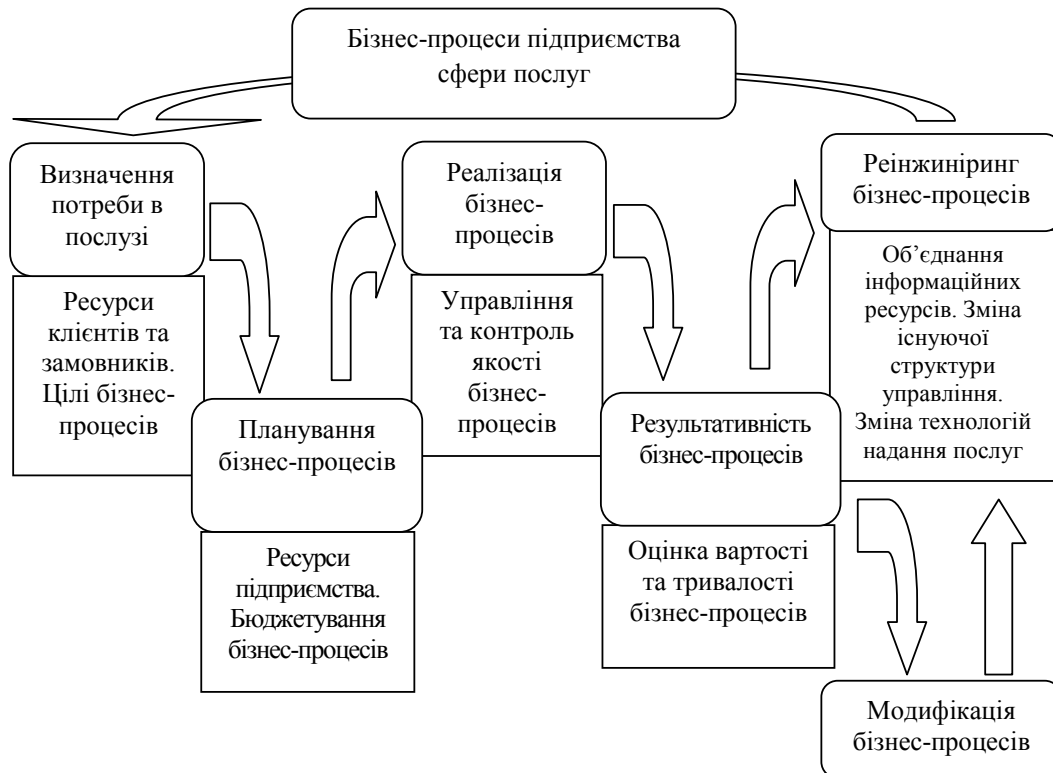 Бізнес-процеси підприємства
сфери послуг
Визначення
потреби в
послузі
Ресурси
клієнтів та
замовників.
Цілі бізнес-
процесів
Планування
бізнес-процесів
Ресурси
підприємства.
Бюджетування
бізнес-процесів
Реалізація
бізнес-
процесів
Управління
та контроль
якості
бізнес-
процесів
Результативність
бізнес-процесів
Оцінка вартості
та тривалості
бізнес-процесів
Реінжиніринг
бізнес-процесів
Об’єднання
інформаційних
ресурсів. Зміна
існуючої
структури
управління.
Зміна технологій
надання послуг
Модифікація
бізнес-процесів